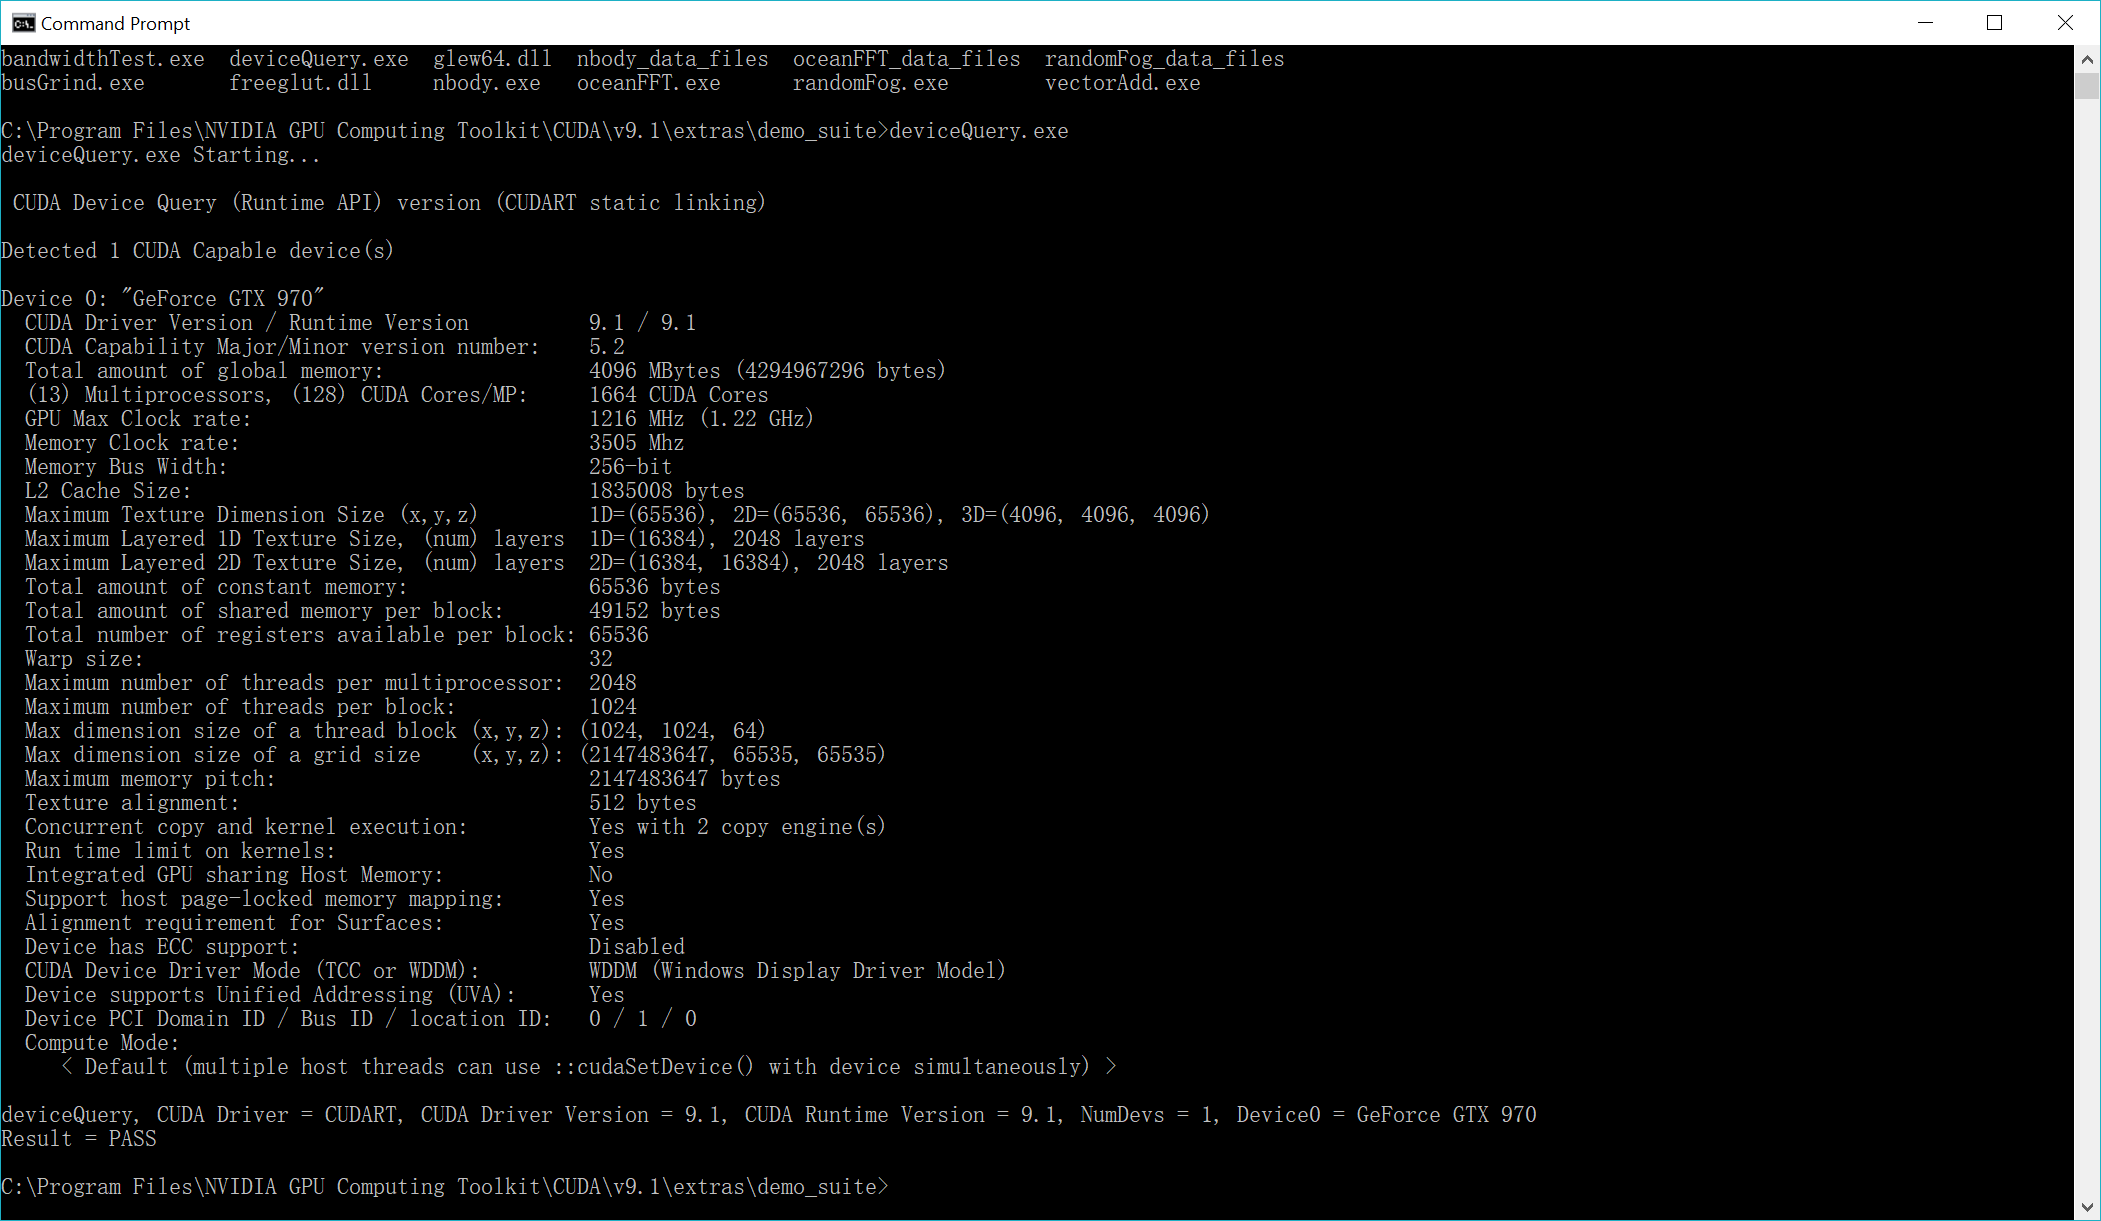 Command Prompt
bandwidthTest.exe  deviceQuery.exe  glew64.dll  nbody_data_files  oceanFFT_data_files  randomFog_data_files
busGrind.exe       freeglut.dll     nbody.exe   oceanFFT.exe      randomFog.exe        vectorAdd.exe
C:\Program Files\NVIDIA GPU Computing Toolkit\CUDA\v9.1\extras\demo_suite>deviceQuery.exe
deviceQuery.exe Starting...
CUDA Device Query (Runtime API) version (CUDART static linking)
Detected 1 CUDA Capable device(s)
Device 0: "GeForce GTX 970"
CUDA Driver Version / Runtime Version          9.1 / 9.1
CUDA Capability Major/Minor version number:    5.2
Total amount of global memory:                 4096 MBytes (4294967296 bytes)
(13) Multiprocessors, (128) CUDA Cores/MP:     1664 CUDA Cores
GPU Max Clock rate:                            1216 MHz (1.22 GHz)
Memory Clock rate:                             3505 Mhz
Memory Bus Width:                              256-bit
L2 Cache Size:                                 1835008 bytes
Maximum Texture Dimension Size (x,y,z)         1D=(65536), 2D=(65536, 65536), 3D=(4096, 4096, 4096)
Maximum Layered 1D Texture Size, (num) layers  1D=(16384), 2048 layers
Maximum Layered 2D Texture Size, (num) layers  2D=(16384, 16384), 2048 layers
Total amount of constant memory:               65536 bytes
Total amount of shared memory per block:       49152 bytes
Total number of registers available per block: 65536
Warp size:                                     32
Maximum number of threads per multiprocessor:  2048
Maximum number of threads per block:           1024
Max dimension size of a thread block (x,y,z): (1024, 1024, 64)
Max dimension size of a grid size    (x,y,z): (2147483647, 65535, 65535)
Maximum memory pitch:                          2147483647 bytes
Texture alignment:                             512 bytes
Concurrent copy and kernel execution:          Yes with 2 copy engine(s)
Run time limit on kernels:                     Yes
Integrated GPU sharing Host Memory:            No
Support host page-locked memory mapping:       Yes
Alignment requirement for Surfaces:            Yes
Device has ECC support:                        Disabled
CUDA Device Driver Mode (TCC or WDDM):         WDDM (Windows Display Driver Model)
Device supports Unified Addressing (UVA):      Yes
Device PCI Domain ID / Bus ID / location ID:   0 / 1 / 0
Compute Mode:
< Default (multiple host threads can use ::cudaSetDevice() with device simultaneously) >
deviceQuery, CUDA Driver = CUDART, CUDA Driver Version = 9.1, CUDA Runtime Version = 9.1, NumDevs = 1, Device0 = GeForce GTX 970
Result = PASS
C:\Program Files\NVIDIA GPU Computing Toolkit\CUDA\v9.1\extras\demo_suite>